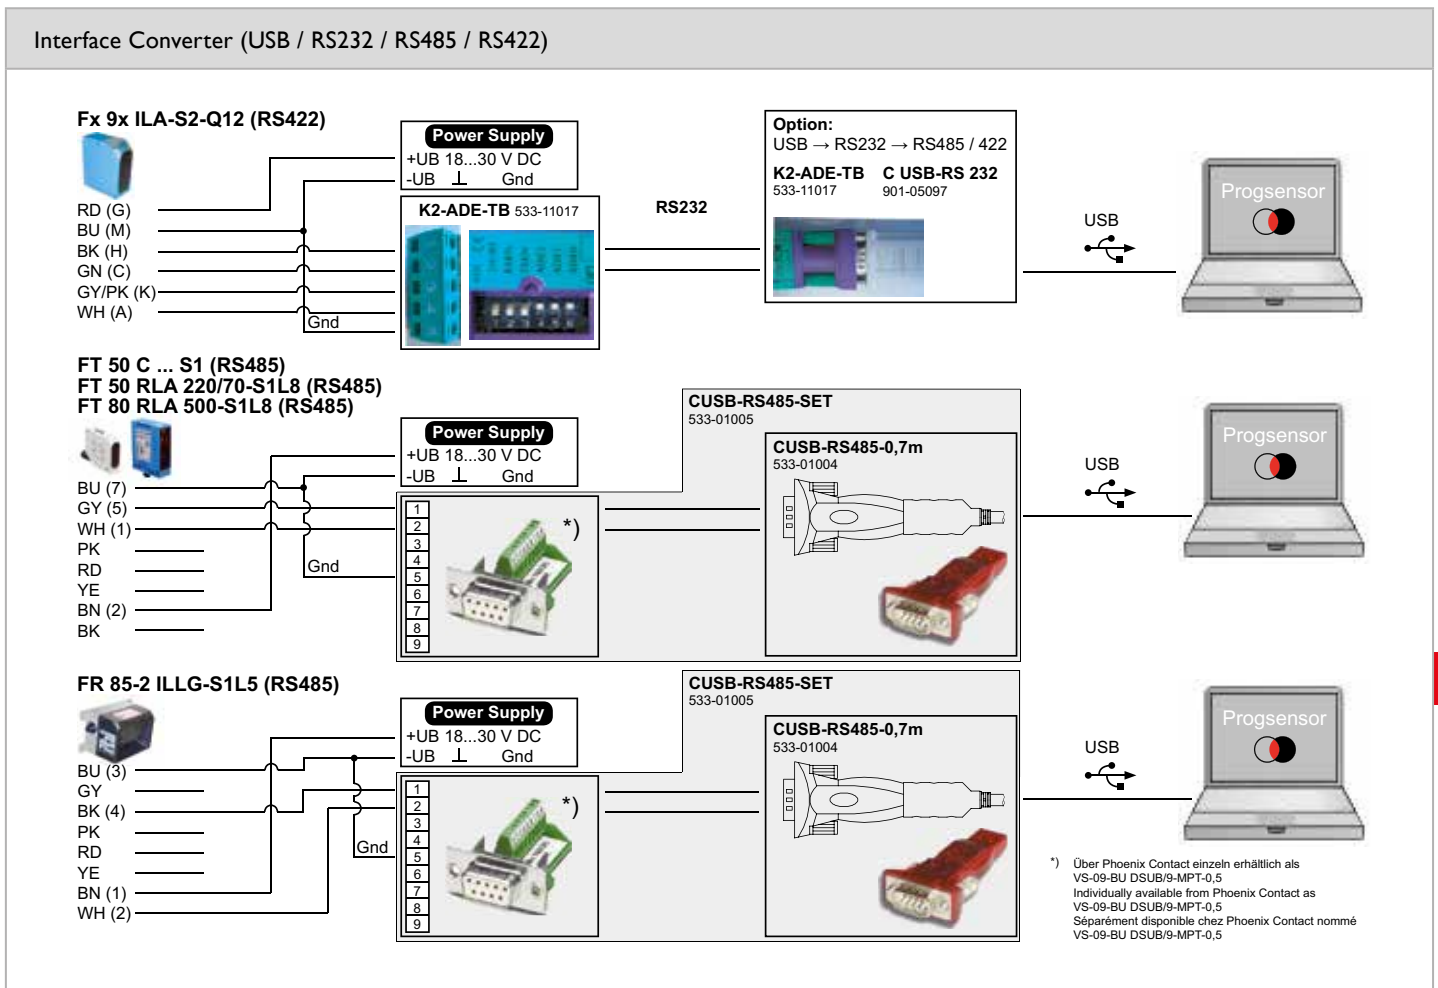 Interface Converter (USB / RS232 / RS485 / RS422)
Fx 9x ILA-S2-Q12 (RS422)
RD (G)
BU (M)
BK (H)
GN (C)
GY/PK (K)
WH (A)
Gnd
Power Supply
+UB 18...30 V DC
-UB ⊥ Gnd
K2-ADE-TB 533-11017
RS232
Option:
USB → RS232 → RS485 / 422
K2-ADE-TB C USB-RS 232
533-11017 901-05097
USB
Progsensor
FT 50 C ... S1 (RS485)
FT 50 RLA 220/70-S1L8 (RS485)
FT 80 RLA 500-S1L8 (RS485)
BU (7)
GY (5)
WH (1)
PK
RD
YE
BN (2)
BK
Gnd
Power Supply
+UB 18...30 V DC
-UB ⊥ Gnd
1
2
3
4
5
6
7
8
9
*)
CUSB-RS485-SET
533-01005
CUSB-RS485-0,7m
533-01004
USB
Progsensor
FR 85-2 ILLG-S1L5 (RS485)
BU (3)
GY
BK (4)
PK
RD
YE
BN (1)
WH (2)
Gnd
Power Supply
+UB 18...30 V DC
-UB ⊥ Gnd
1
2
3
4
5
6
7
8
9
*)
CUSB-RS485-SET
533-01005
CUSB-RS485-0,7m
533-01004
USB
Progsensor
*) Über Phoenix Contact einzeln erhältlich als
VS-09-BU DSUB/9-MPT-0,5
Individually available from Phoenix Contact as
VS-09-BU DSUB/9-MPT-0,5
Séparément disponible chez Phoenix Contact nommé
VS-09-BU DSUB/9-MPT-0,5